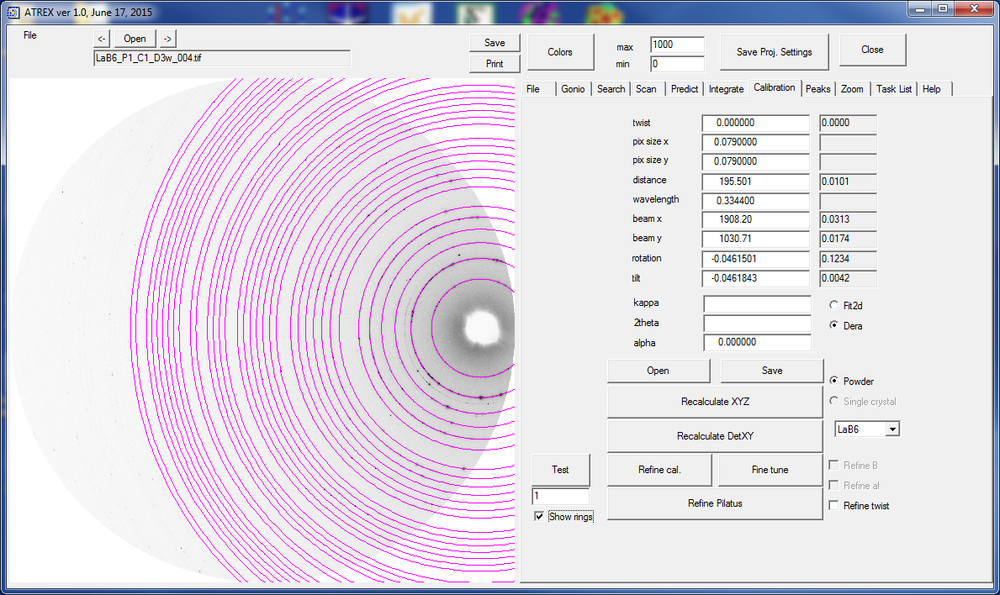 ATREX ver 1.0, June 17, 2015
File
<- Open ->
LaB6_P1_C1_D3w_004.tif
Save
Print
Colors
max 1000
min 0
Save Proj. Settings
Close
File Gonio Search Scan Predict Integrate Calibration Peaks Zoom Task List Help
twist 0.000000 0.0000
pix size x 0.0790000
pix size y 0.0790000
distance 195.501 0.0101
wavelength 0.334400
beam x 1908.20 0.0313
beam y 1030.71 0.0174
rotation -0.0461501 0.1234
tilt -0.0461843 0.0042
kappa
2theta
alpha 0.000000
Fit2d
Dera
Open Save
Powder
Single crystal
Recalculate XYZ
LaB6
Recalculate DetXY
Test Refine cal. Fine tune
1
Show rings
Refine Pilatus
Refine B
Refine al
Refine twist